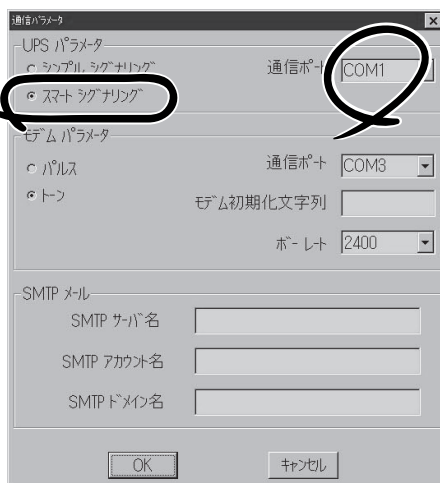 通信ﾊﾟﾗﾒｰﾀ
UPS ﾊﾟﾗﾒｰﾀ
ｼﾝﾌﾟﾙ ｼｸﾞﾅﾘﾝｸﾞ
通信ﾎﾟｰﾄ COM1
ｽﾏｰﾄ ｼｸﾞﾅﾘﾝｸﾞ
ﾓﾃﾞﾑ ﾊﾟﾗﾒｰﾀ
ﾊﾟﾙｽ
通信ﾎﾟｰﾄ COM3
ﾄｰﾝ
ﾓﾃﾞﾑ初期化文字列
ﾎﾞｰ ﾚｰﾄ 2400
SMTP ﾒｰﾙ
SMTP ｻｰﾊﾞ名
SMTP ｱｶｳﾝﾄ名
SMTP ﾄﾞﾒｲﾝ名
OK ｷｬﾝｾﾙ